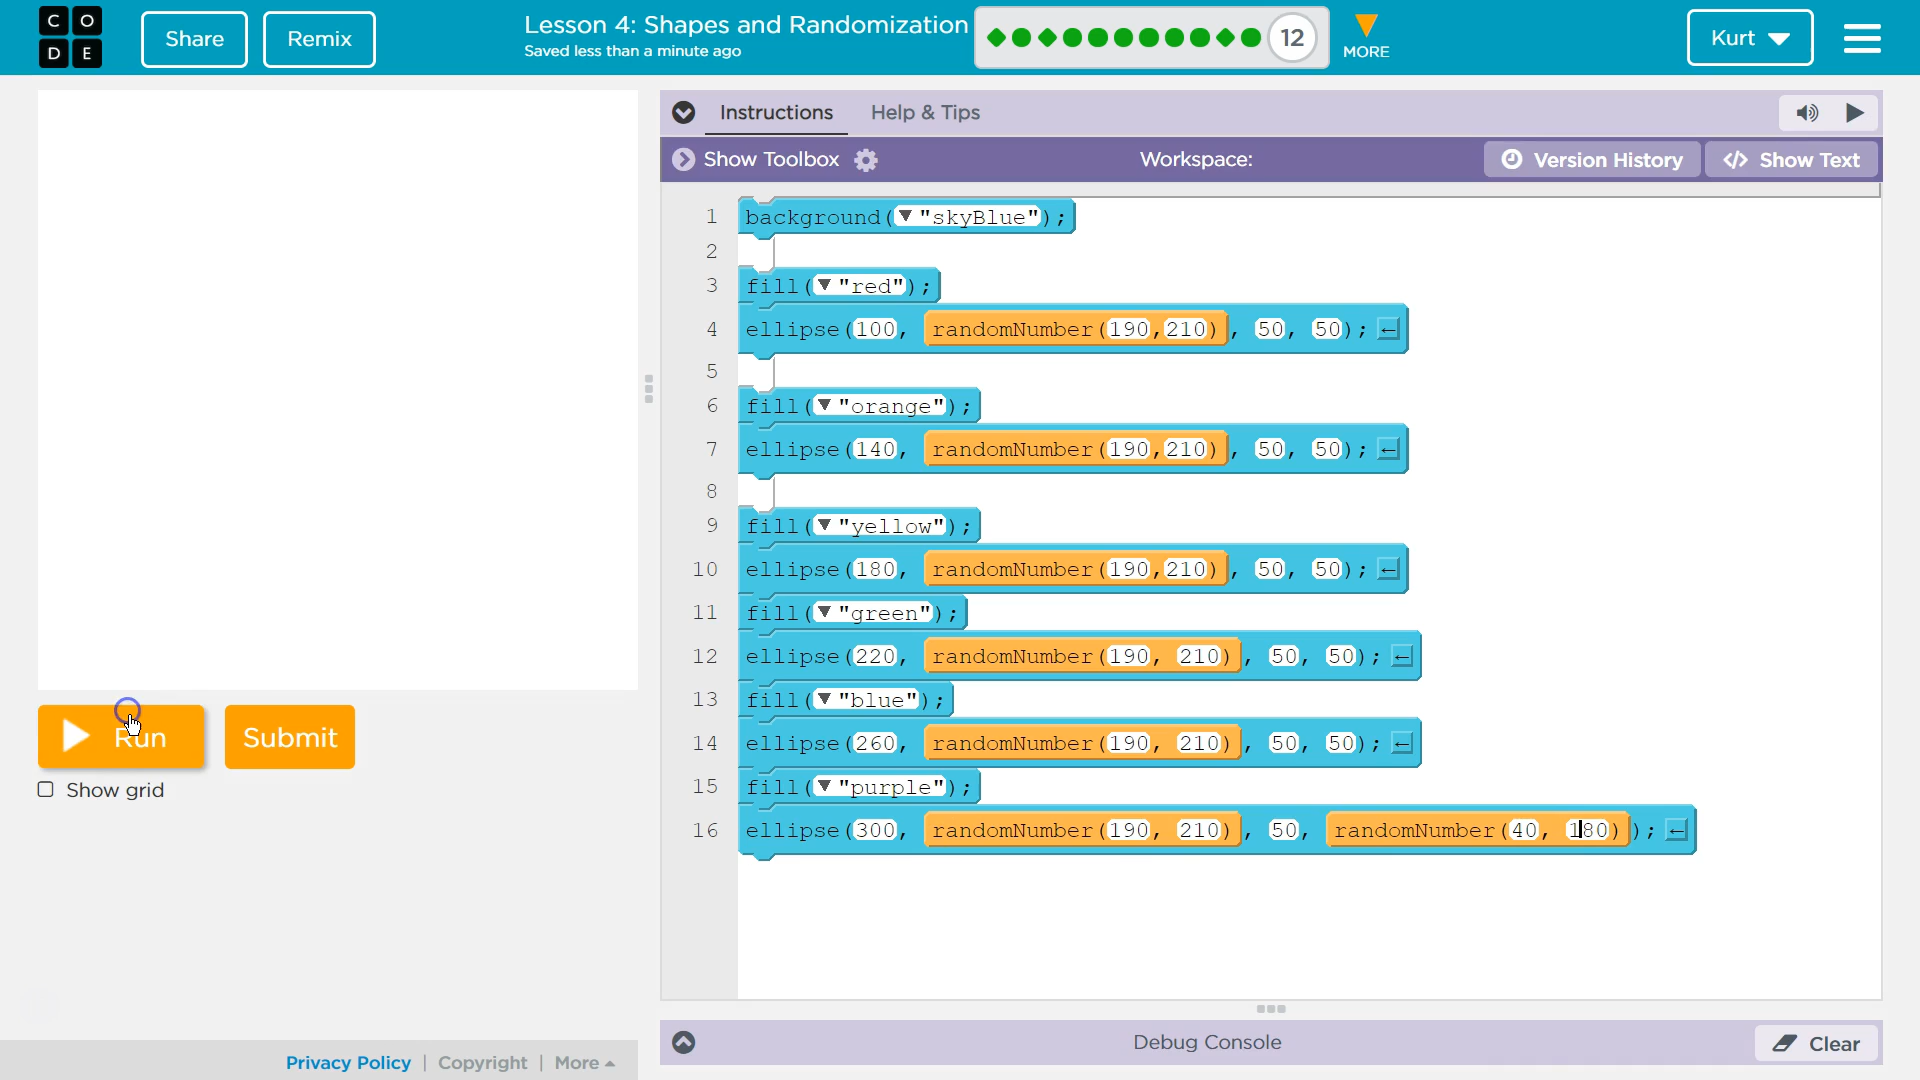 C O
D E
Share
Remix
Lesson 4: Shapes and Randomization
Saved less than a minute ago
12
MORE
Kurt
Instructions
Help & Tips
Show Toolbox
Workspace:
Version History
</> Show Text
1 background("skyBlue");
2
3 fill("red");
4 ellipse(100, randomNumber(190,210), 50, 50);
5
6 fill("orange");
7 ellipse(140, randomNumber(190,210), 50, 50);
8
9 fill("yellow");
10 ellipse(180, randomNumber(190,210), 50, 50);
11 fill("green");
12 ellipse(220, randomNumber(190, 210), 50, 50);
13 fill("blue");
14 ellipse(260, randomNumber(190, 210), 50, 50);
15 fill("purple");
16 ellipse(300, randomNumber(190, 210), 50, randomNumber(40, 180));
Run
Submit
Show grid
Privacy Policy | Copyright | More
Debug Console
Clear